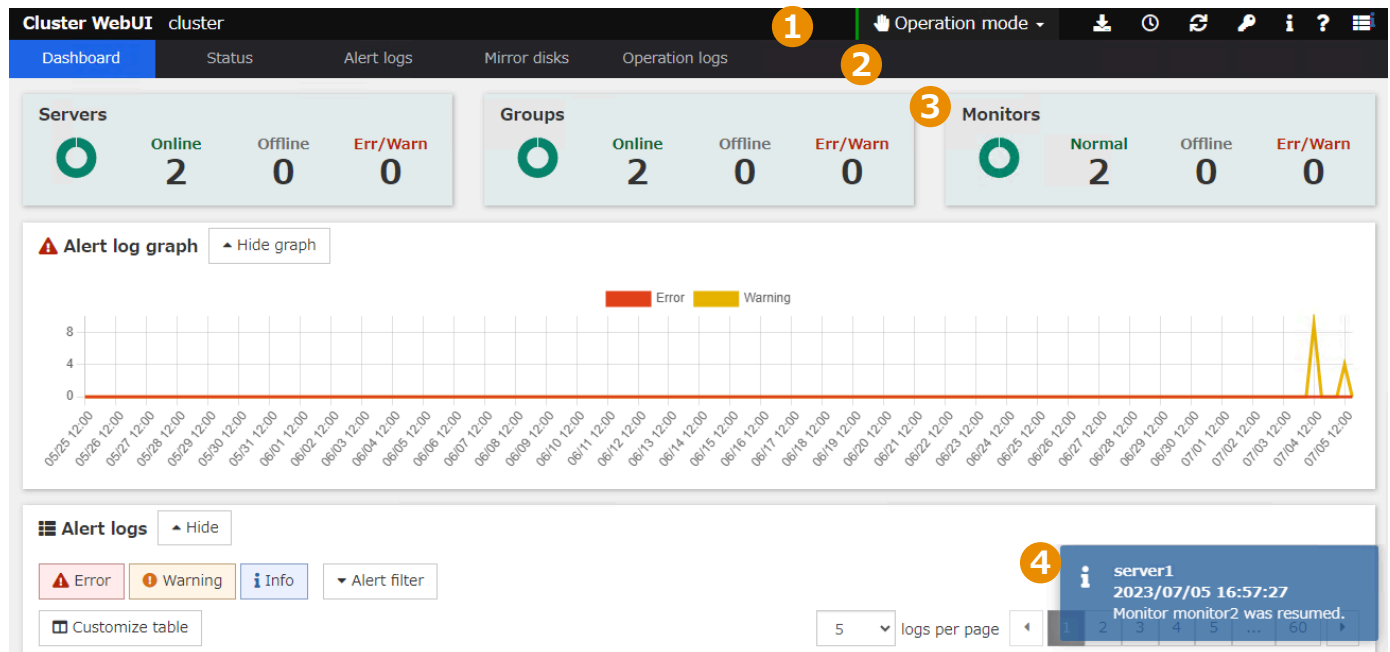 Cluster WebUI cluster 1 Operation mode
Dashboard Status Alert logs Mirror disks Operation logs 2
Servers Groups 3 Monitors
Online Offline Err/Warn Online Offline Err/Warn Normal Offline Err/Warn
2 0 0 2 0 0 2 0 0
Alert log graph Hide graph
Error Warning
8
4
0
05/25 12:00 05/26 12:00 05/27 12:00 05/28 12:00 05/29 12:00 05/30 12:00 05/31 12:00 06/01 12:00 06/02 12:00 06/03 12:00 06/04 12:00 06/05 12:00 06/06 12:00 06/07 12:00 06/08 12:00 06/09 12:00 06/10 12:00 06/11 12:00 06/12 12:00 06/13 12:00 06/14 12:00 06/15 12:00 06/16 12:00 06/17 12:00 06/18 12:00 06/19 12:00 06/20 12:00 06/21 12:00 06/22 12:00 06/23 12:00 06/24 12:00 06/25 12:00 06/26 12:00 06/27 12:00 06/28 12:00 06/29 12:00 06/30 12:00 07/01 12:00 07/02 12:00 07/03 12:00 07/04 12:00 07/05 12:00
Alert logs Hide
4 server1
2023/07/05 16:57:27
Monitor monitor2 was resumed.
Error Warning Info Alert filter
Customize table 5 logs per page 1 2 3 4 5 ... 60